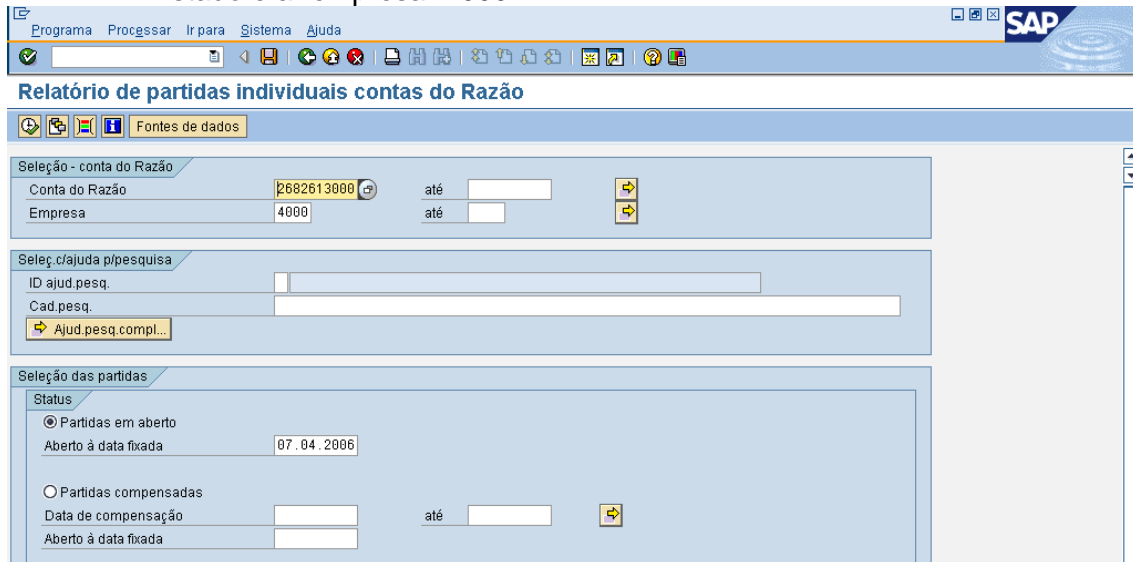 Programa Processar Ir para Sistema Ajuda
SAP
Relatório de partidas individuais contas do Razão
Fontes de dados
Seleção - conta do Razão
Conta do Razão 2682613000 até
Empresa 4000 até
Seleç.c/ajuda p/pesquisa
ID ajud.pesq.
Cad.pesq.
Ajud.pesq.compl...
Seleção das partidas
Status
Partidas em aberto
Aberto à data fixada 07.04.2006
Partidas compensadas
Data de compensação até
Aberto à data fixada